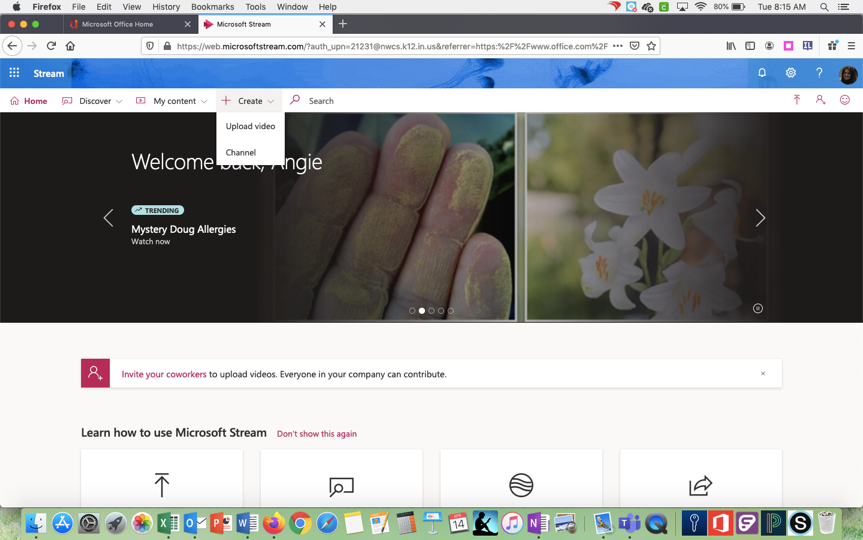 Firefox File Edit View History Bookmarks Tools Window Help 80% Tue 8:15 AM
Microsoft Office Home Microsoft Stream
https://web.microsoftstream.com/?auth_upn=21231@nwcs.k12.in.us&referrer=https:%2F%2Fwww.office.com%2F
Stream
Home Discover My content Create Search
Upload video
Channel
Welcome back, Angie
TRENDING
Mystery Doug Allergies
Watch now
Invite your coworkers to upload videos. Everyone in your company can contribute.
Learn how to use Microsoft Stream Don't show this again
14